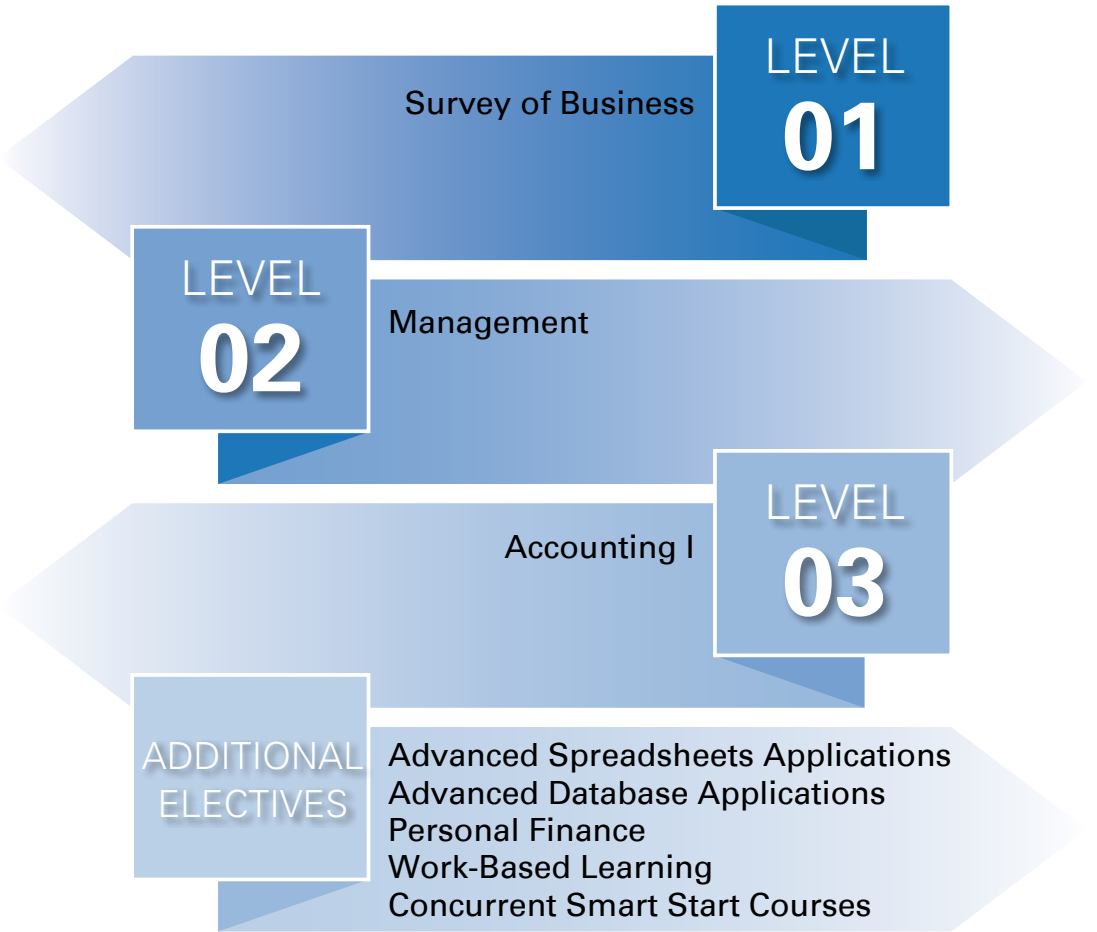 LEVEL
01
Survey of Business
LEVEL
02
Management
LEVEL
03
Accounting I
ADDITIONAL
ELECTIVES
Advanced Spreadsheets Applications
Advanced Database Applications
Personal Finance
Work-Based Learning
Concurrent Smart Start Courses